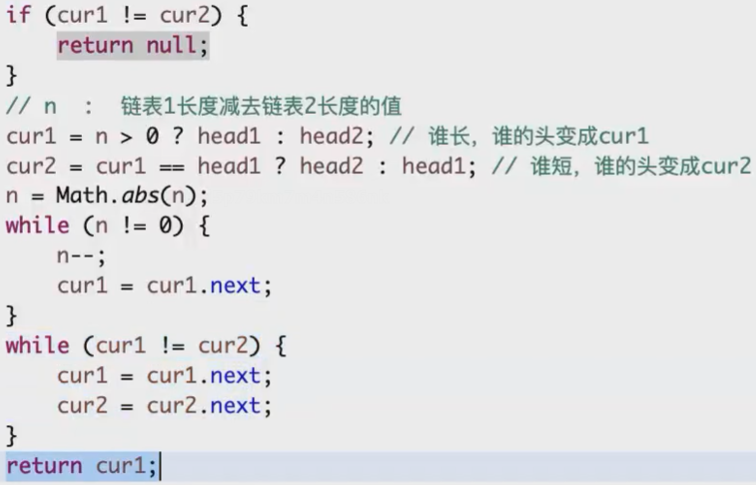 if (cur1 != cur2) {
    return null;
}
// n  :  链表1长度减去链表2长度的值
cur1 = n > 0 ? head1 : head2; // 谁长，谁的头变成cur1
cur2 = cur1 == head1 ? head2 : head1; // 谁短，谁的头变成cur2
n = Math.abs(n);
while (n != 0) {
    n--;
    cur1 = cur1.next;
}
while (cur1 != cur2) {
    cur1 = cur1.next;
    cur2 = cur2.next;
}
return cur1;